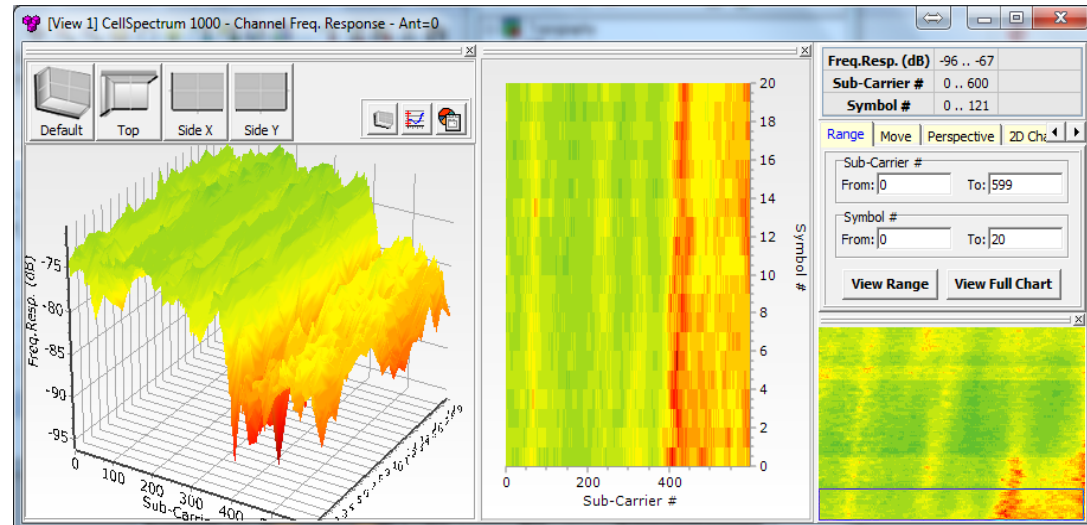 [View 1] CellSpectrum 1000 - Channel Freq. Response - Ant=0
Default Top Side X Side Y
Freq.Resp. (dB)
-75
-80
-85
-90
-95
0 100 200 300 400
Sub-Carrie
20
18
16
14
12
10
8
6
4
2
0
Symbol #
0 200 400
Sub-Carrier #
Freq.Resp. (dB) -96 .. -67
Sub-Carrier # 0 .. 600
Symbol # 0 .. 121
Range Move Perspective 2D Cha
Sub-Carrier #
From: 0 To: 599
Symbol #
From: 0 To: 20
View Range View Full Chart